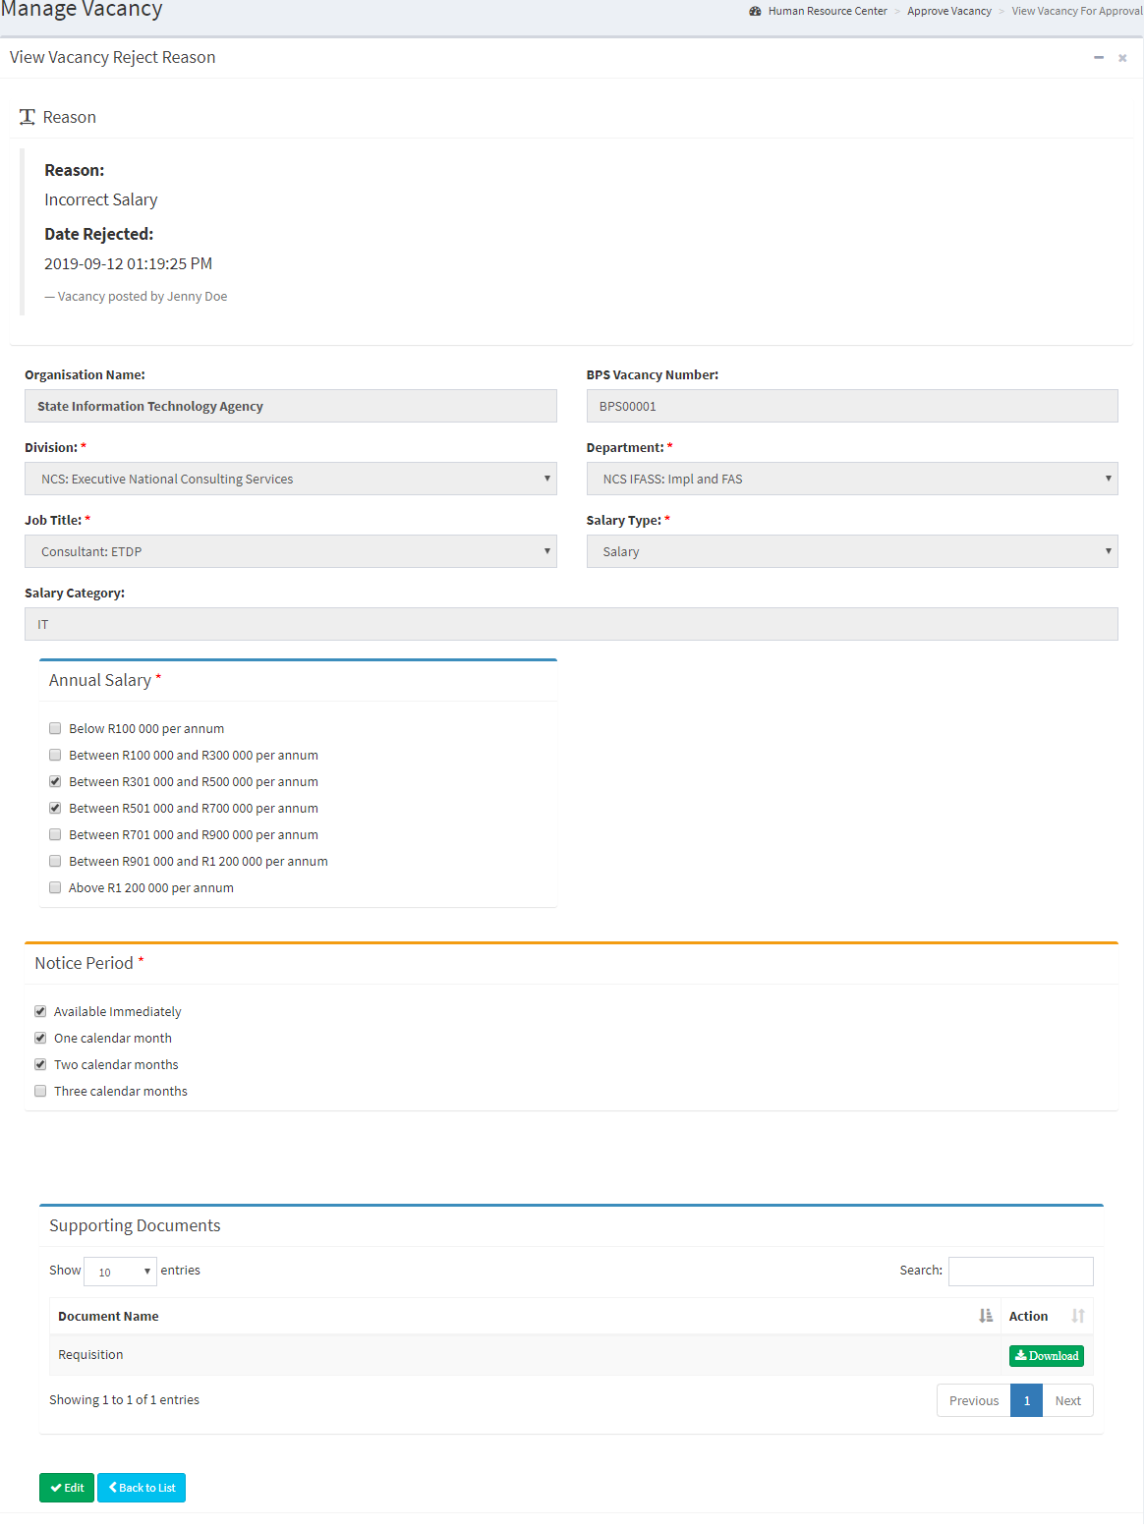 Manage Vacancy
Human Resource Center > Approve Vacancy > View Vacancy For Approval
View Vacancy Reject Reason
Reason
Reason:
Incorrect Salary
Date Rejected:
2019-09-12 01:19:25 PM
— Vacancy posted by Jenny Doe
Organisation Name: BPS Vacancy Number:
State Information Technology Agency BPS00001
Division: * Department: *
NCS: Executive National Consulting Services NCS IFASS: Impl and FAS
Job Title: * Salary Type: *
Consultant: ETDP Salary
Salary Category:
IT
Annual Salary *
Below R100 000 per annum
Between R100 000 and R300 000 per annum
Between R301 000 and R500 000 per annum
Between R501 000 and R700 000 per annum
Between R701 000 and R900 000 per annum
Between R901 000 and R1 200 000 per annum
Above R1 200 000 per annum
Notice Period *
Available Immediately
One calendar month
Two calendar months
Three calendar months
Supporting Documents
Show 10 entries Search:
Document Name Action
Requisition Download
Showing 1 to 1 of 1 entries Previous 1 Next
Edit Back to List